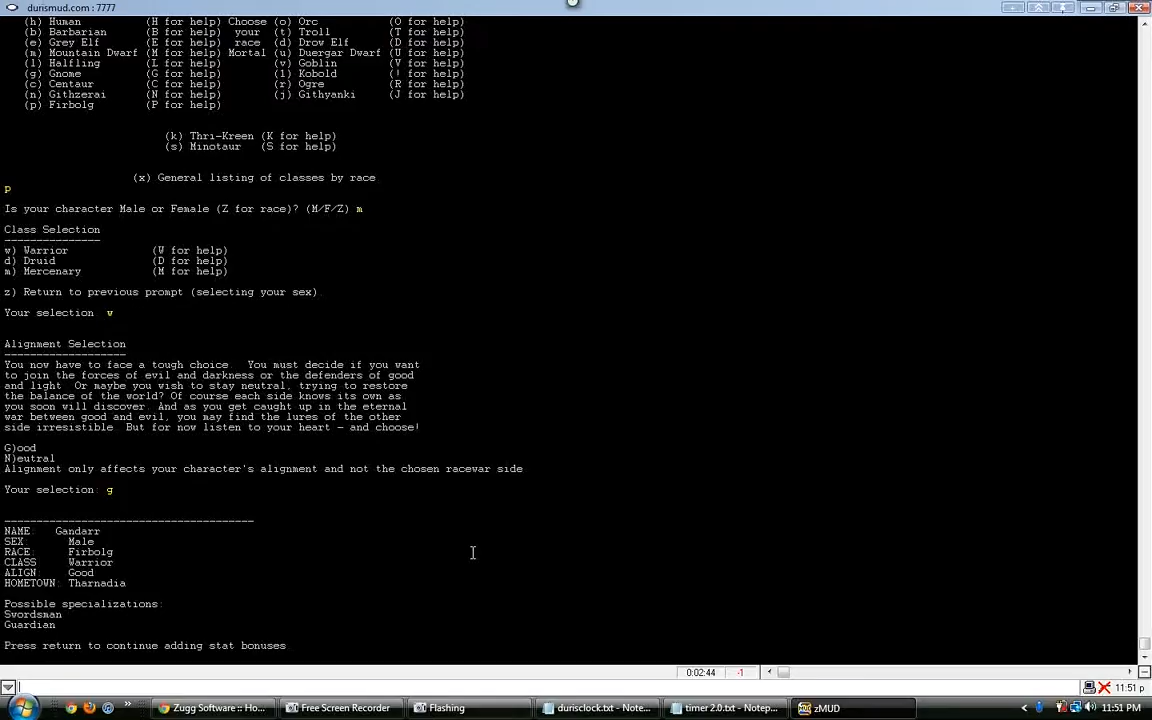 durismud.com : 7777
(h) Human (H for help) Choose (o) Orc (O for help)
(b) Barbarian (B for help) your (t) Troll (T for help)
(e) Grey Elf (E for help) race (d) Drow Elf (D for help)
(m) Mountain Dwarf (M for help) Mortal (u) Duergar Dwarf (U for help)
(l) Halfling (L for help) (v) Goblin (V for help)
(g) Gnome (G for help) (1) Kobold (! for help)
(c) Centaur (C for help) (r) Ogre (R for help)
(n) Githzerai (N for help) (j) Githyanki (J for help)
(p) Firbolg (P for help)
(k) Thri-Kreen (K for help)
(s) Minotaur (S for help)
(x) General listing of classes by race
p
Is your character Male or Female (Z for race)? (M/F/Z) m
Class Selection
---------------
w) Warrior (W for help)
d) Druid (D for help)
m) Mercenary (M for help)
z) Return to previous prompt (selecting your sex)
Your selection w
Alignment Selection
-------------------
You now have to face a tough choice. You must decide if you want
to join the forces of evil and darkness or the defenders of good
and light. Or maybe you wish to stay neutral, trying to restore
the balance of the world? Of course each side knows its own as
you soon will discover. And as you get caught up in the eternal
war between good and evil, you may find the lures of the other
side irresistible. But for now listen to your heart - and choose!
G)ood
N)eutral
Alignment only affects your character's alignment and not the chosen racewar side
Your selection: g
---------------------------------------
NAME: Gandarr
SEX: Male
RACE: Firbolg
CLASS: Warrior
ALIGN: Good
HOMETOWN: Tharnadia
Possible specializations:
Swordsman
Guardian
Press return to continue adding stat bonuses
0:02:44 -1
11:51 p
Zugg Software :: Ho... Free Screen Recorder Flashing durisclock.txt - Note... timer 2.0.txt - Notep... zMUD 11:51 PM